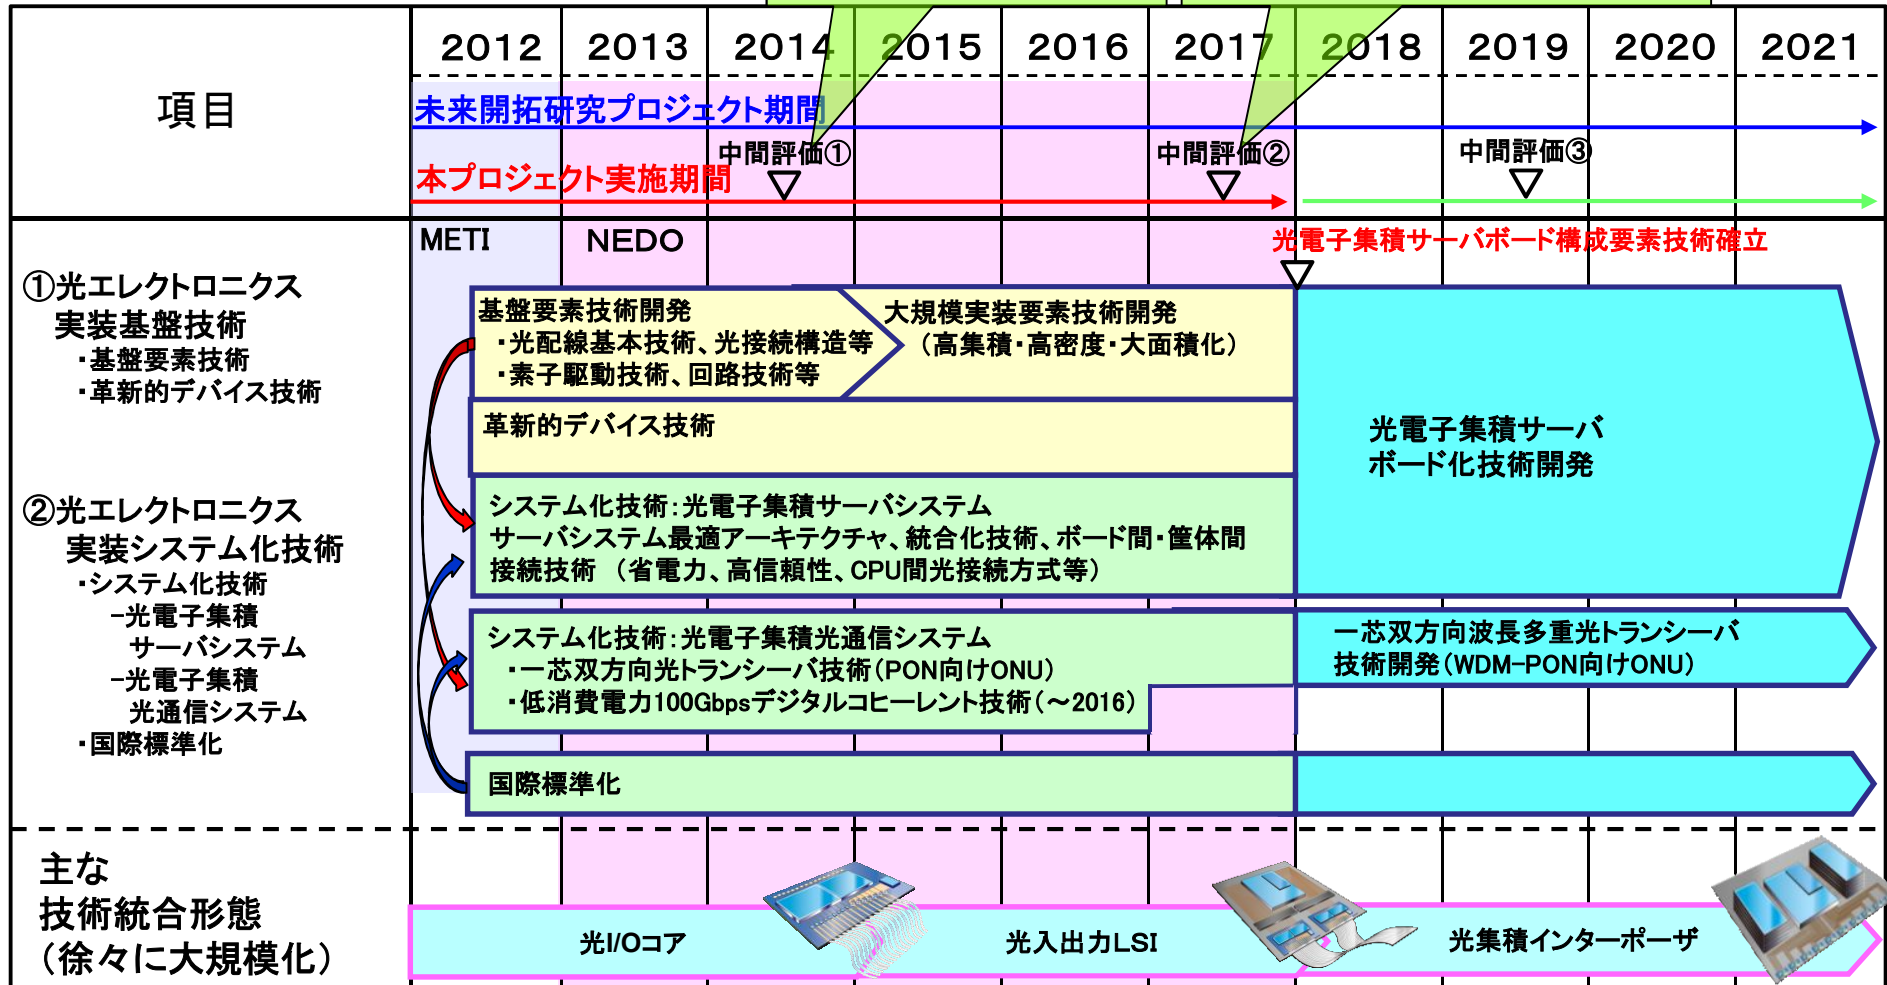 項目
2012 2013 2014 2015 2016 2017 2018 2019 2020 2021
未来開拓研究プロジェクト期間
中間評価① 中間評価② 中間評価③
本プロジェクト実施期間
METI NEDO
光電子集積サーバボード構成要素技術確立
①光エレクトロニクス
実装基盤技術
・基盤要素技術
・革新的デバイス技術
②光エレクトロニクス
実装システム化技術
・システム化技術
－光電子集積
サーバシステム
－光電子集積
光通信システム
・国際標準化
基盤要素技術開発
・光配線基本技術、光接続構造等
・素子駆動技術、回路技術等
大規模実装要素技術開発
（高集積・高密度・大面積化）
革新的デバイス技術
システム化技術：光電子集積サーバシステム
サーバシステム最適アーキテクチャ、統合化技術、ボード間・筐体間
接続技術　（省電力、高信頼性、CPU間光接続方式等）
光電子集積サーバ
ボード化技術開発
システム化技術：光電子集積光通信システム
・一芯双方向光トランシーバ技術（PON向けONU）
・低消費電力100Gbpsデジタルコヒーレント技術（～2016）
一芯双方向波長多重光トランシーバ
技術開発（WDM-PON向けONU）
国際標準化
主な
技術統合形態
（徐々に大規模化）
光I/Oコア
光入出力LSI
光集積インターポーザ